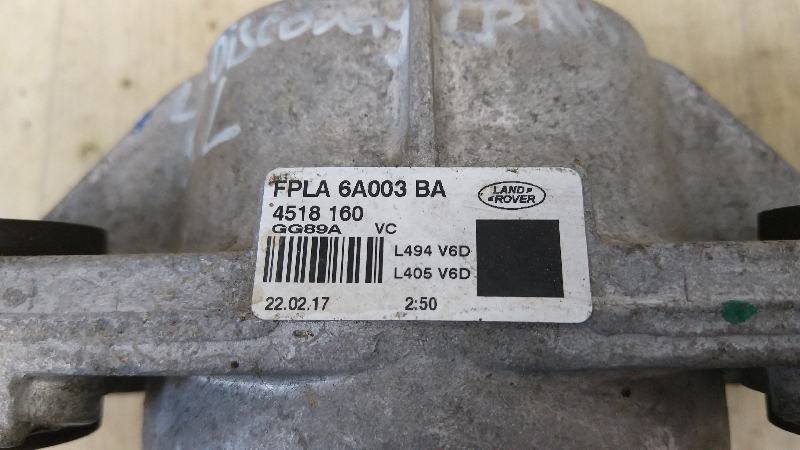 Discovery
FPLA 6A003 BA
LAND
ROVER
4518 160
GG89A VC
L494 V6D
L405 V6D
22.02.17 2:50